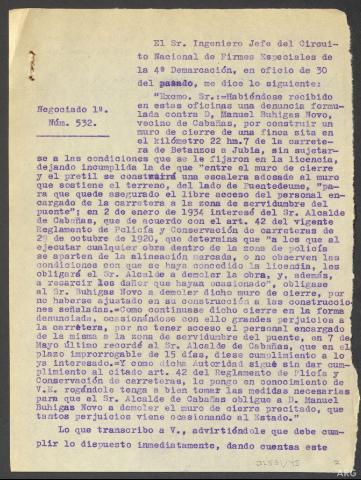 El Sr. Ingeniero Jefe del Circui-
to Nacional de Firmes Especiales de
la 4ª Demarcación, en oficio de 30
del pasado, me dice lo siguiente:
"Excmo. Sr:-Habiéndose recibido
en estas oficinas una denuncia formu-
lada contra D. Manuel Buhigas Novo,
vecino de Cabañas, por construir un
muro de cierre de una finca sita en
el kilómetro 22 hm.7 de la carrete-
ra de Betanzos a Jubia, sin sujetar-
Negociado 1º.
Núm. 532.
se a las condiciones que se le fijaron en la licencia,
dejando incumplida la de que "entre el muro de cierre
y el pretil se construirá una escalera adosada al muro
que sostiene el terreno, del lado de Puentedeume, "pa-
ra que quede asegurado el libre acceso del personal en-
cargado de la carretera a la zona de servidumbre del
puente"; en 2 de enero de 1934 interesé del Sr. Alcalde
de Cabañas, que de acuerdo con el art. 42 del vigente
Reglamento de Policía y Conservación de carreteras de
29 de octubre de 1920, que determina que "a los que al
ejecutar cualquier obra dentro de la zona de policía
se aparten de la alineación marcada, o no observen las
condiciones con que se haya concedido la licencia, les
obligará el Sr. Alcalde a demoler la obra, y, además,
a resarcir los daños que hayan ocasionado", obligase
al Sr. Buhigas Novo a demoler dicho muro de cierre, por
no haberse ajustado en su construcción a las construccio-
nes señaladas.-Como continuase dicho cierre en la forma
denunciada, ocasionándose con ello grandes perjuicios a
la carretera, por no tener acceso el personal encargado
de la misma a la zona de servidumbre del puente, en 7 de
Mayo último recordé al Sr. Alcalde de Cabañas, que en el
plazo improrrogable de 15 días, diese cumplimiento a lo
ya interesado.-Y como dicha Autoridad sigue sin dar cum-
plimiento al citado art. 42 del Reglamento de Plicía y
Conservación de carreteras, lo pongo en conocimiento de
V.E. rogándole tenga a bien tomar las medidas necesarias
para que el Sr. Alcalde de Cabañas obligue a D. Manuel
Buhigas Novo a demoler el muro de cierre precitado, que
tantos perjuicios viene ocasionando al Estado."
Lo que transcribo a V., advirtiéndole que debe cum-
plir lo dispuesto inmediatamente, dando cuentas este
ARG